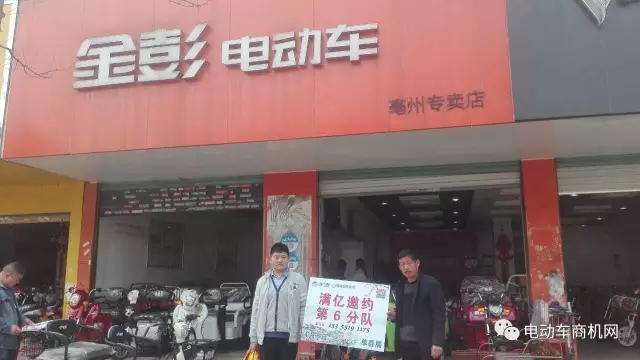 金彭 电动车
亳州专卖店
满亿邀约
第6分队
电动车商机网